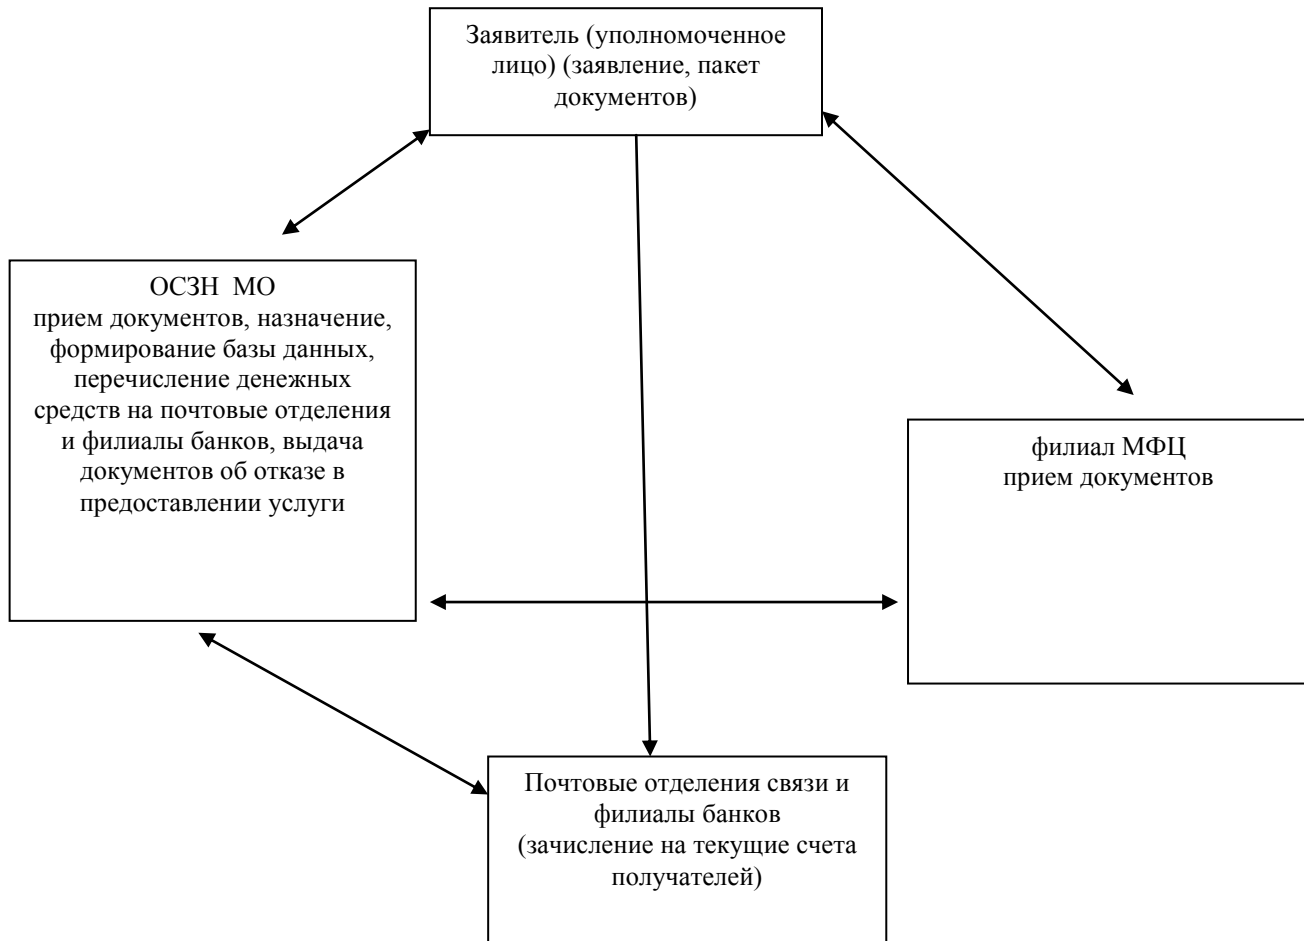 Заявитель (уполномоченное
лицо) (заявление, пакет
документов)
ОСЗН  МО
прием документов, назначение,
формирование базы данных,
перечисление денежных
средств на почтовые отделения
и филиалы банков, выдача
документов об отказе в
предоставлении услуги
филиал МФЦ
прием документов
Почтовые отделения связи и
филиалы банков
(зачисление на текущие счета
получателей)